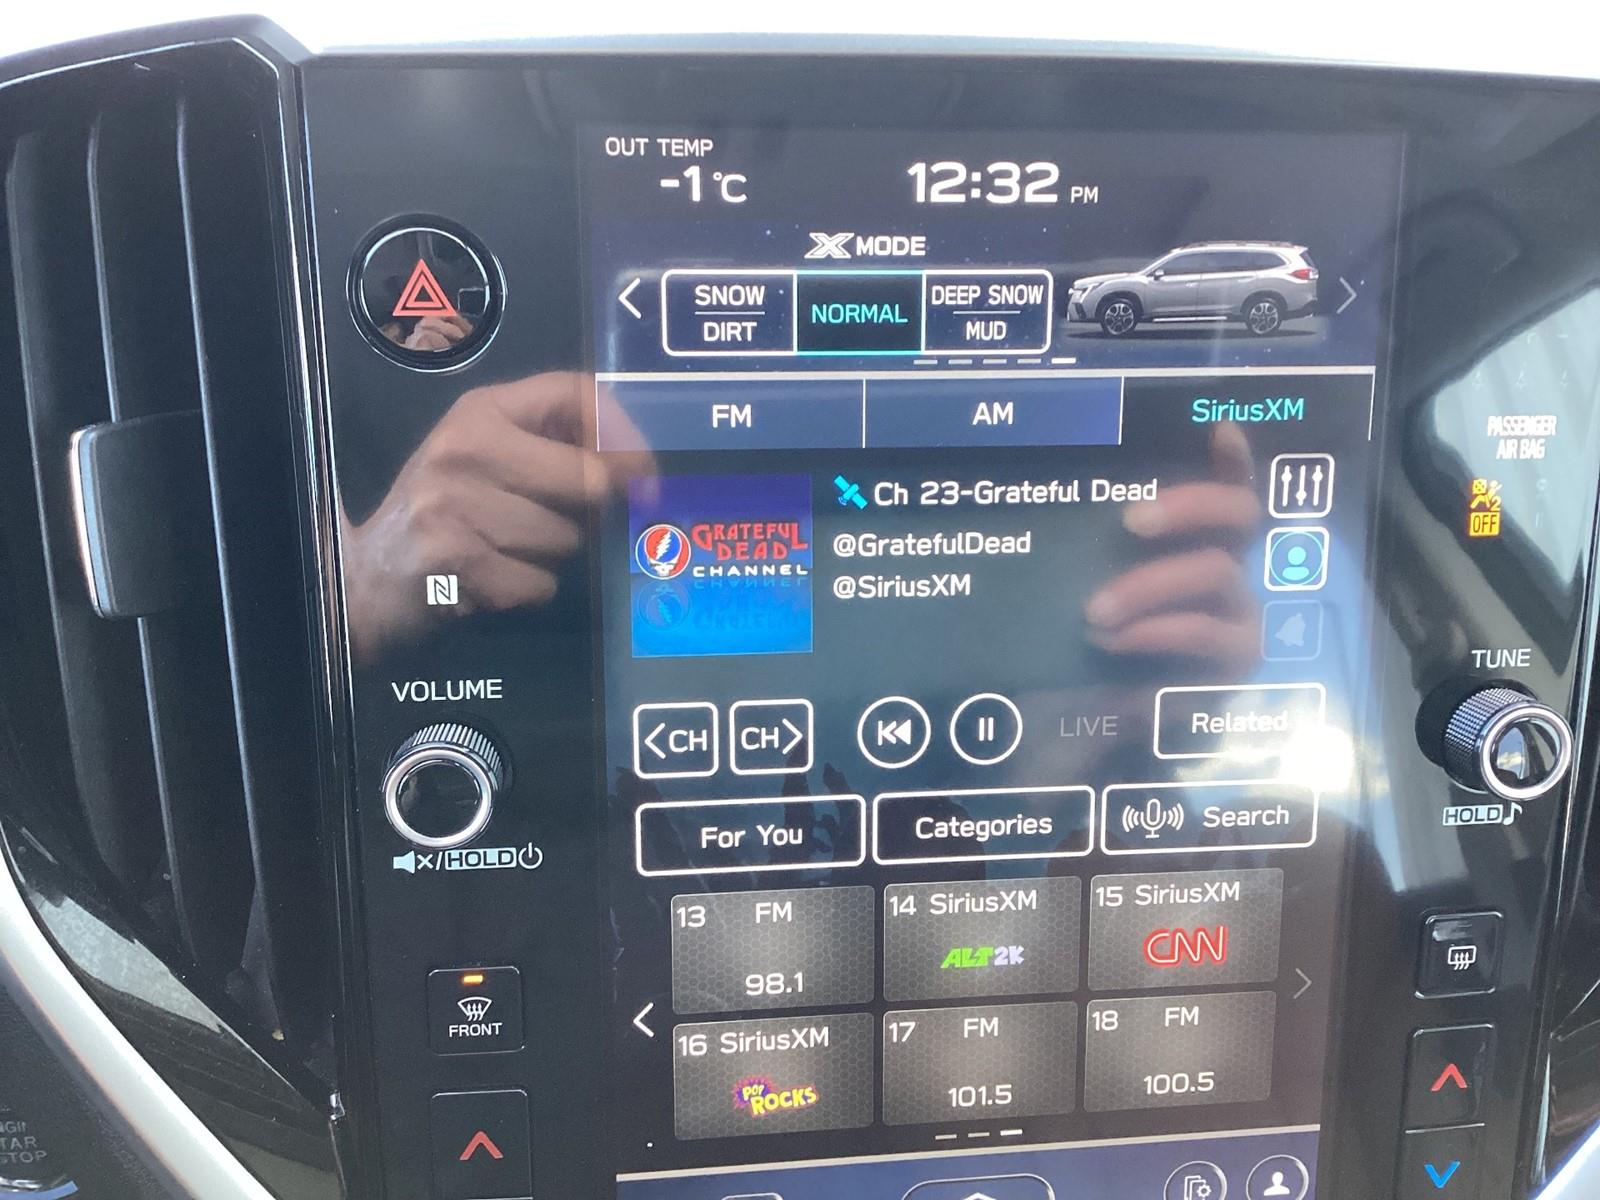 OUT TEMP
-1°C
12:32 PM
X MODE
SNOW
DIRT
NORMAL
DEEP SNOW
MUD
FM
AM
SiriusXM
PASSENGER
AIR BAG
2
OFF
GRATEFUL
DEAD
CHANNEL
Ch 23-Grateful Dead
@GratefulDead
@SiriusXM
N
VOLUME
TUNE
<CH
CH>
LIVE
Related
HOLD
For You
Categories
Search
/HOLD
13 FM
98.1
14 SiriusXM
ALT2K
15 SiriusXM
CNN
FRONT
16 SiriusXM
POP
ROCKS
17 FM
101.5
18 FM
100.5